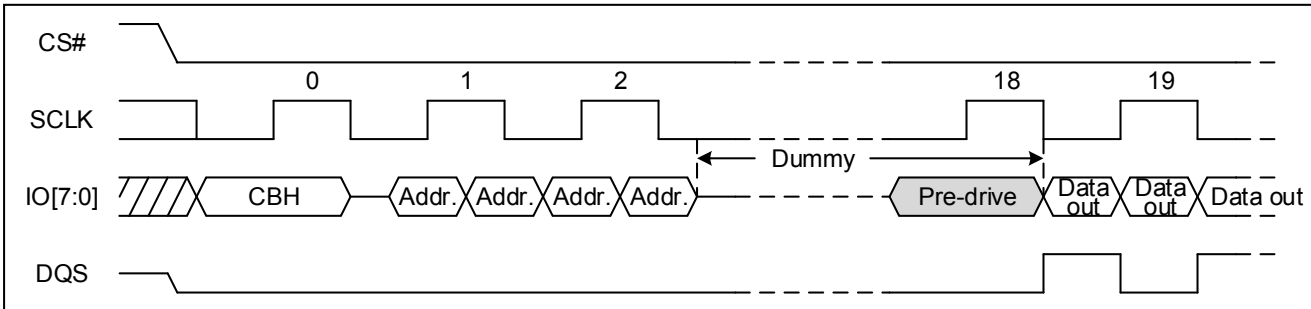 CS#
0 1 2 18 19
SCLK
Dummy
IO[7:0] CBH Addr. Addr. Addr. Addr. Pre-drive Data out Data out Data out
DQS